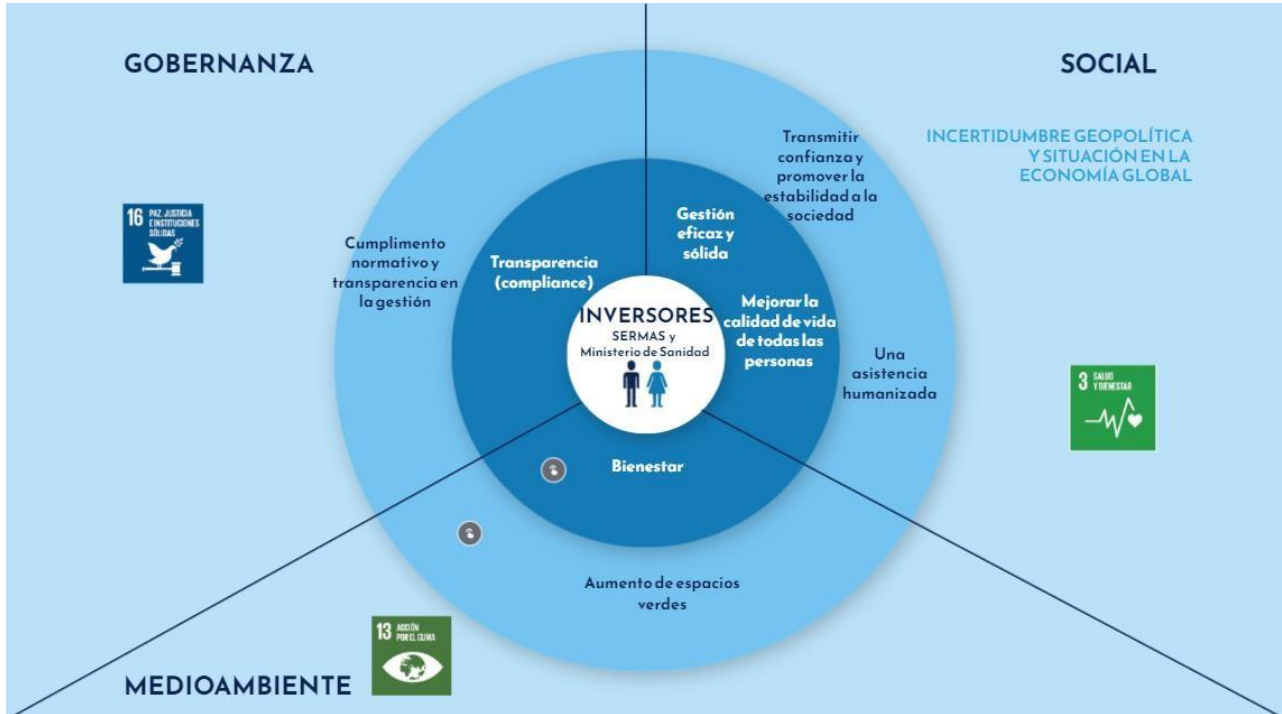 GOBERNANZA
SOCIAL
INCERTIDUMBRE GEOPOLÍTICA
Y SITUACIÓN EN LA
ECONOMÍA GLOBAL
Transmitir
confianza y
promover la
estabilidad a la
sociedad
Gestión
eficaz y
sólida
16 PAZ, JUSTICIA
E INSTITUCIONES
SÓLIDAS
Cumplimento
normativo y
transparencia en
la gestión
Transparencia
(compliance)
INVERSORES
SERMAS y
Ministerio de Sanidad
Mejorar la
calidad de vida
de todas las
personas
Una
asistencia
humanizada
3 SALUD
Y BIENESTAR
Bienestar
Aumento de espacios
verdes
13 ACCIÓN
POR EL CLIMA
MEDIOAMBIENTE